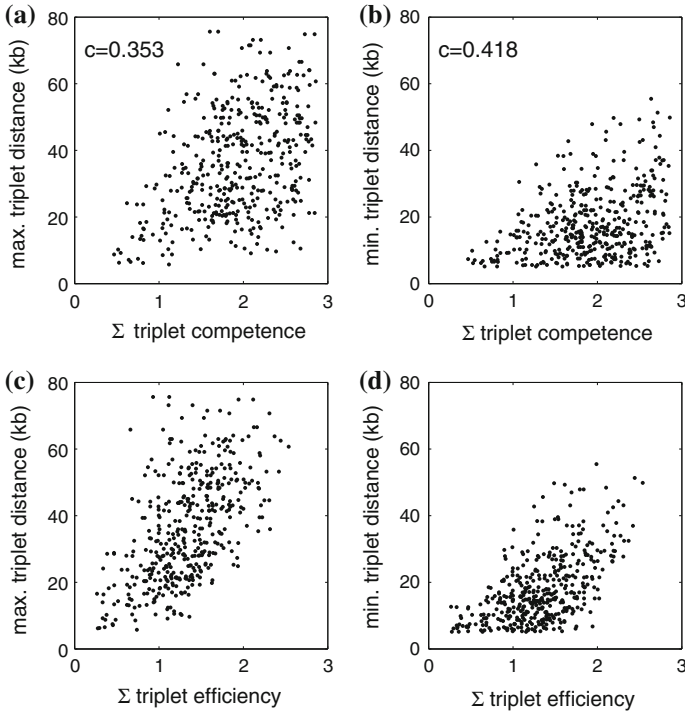 (a)
c=0.353
max. triplet distance (kb)
80
60
40
20
0
0 1 2 3
Σ triplet competence
(b)
c=0.418
min. triplet distance (kb)
80
60
40
20
0
0 1 2 3
Σ triplet competence
(c)
max. triplet distance (kb)
80
60
40
20
0
0 1 2 3
Σ triplet efficiency
(d)
min. triplet distance (kb)
80
60
40
20
0
0 1 2 3
Σ triplet efficiency